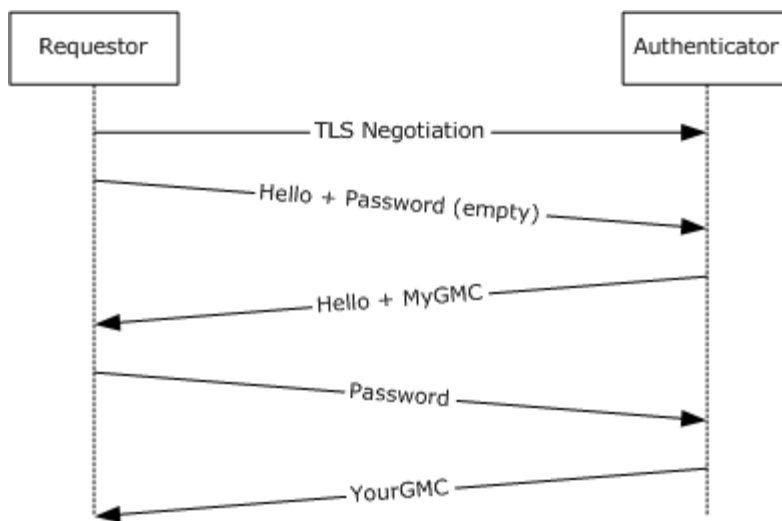 Requestor
Authenticator
TLS Negotiation
Hello + Password (empty)
Hello + MyGMC
Password
YourGMC